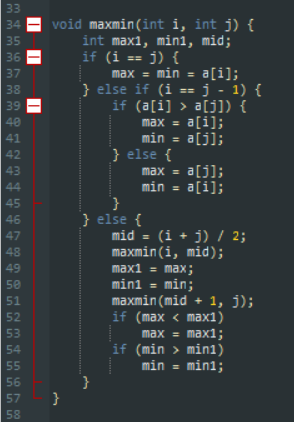 33
34 void maxmin(int i, int j) {
35 int max1, min1, mid;
36 if (i == j) {
37 max = min = a[i];
38 } else if (i == j - 1) {
39 if (a[i] > a[j]) {
40 max = a[i];
41 min = a[j];
42 } else {
43 max = a[j];
44 min = a[i];
45 }
46 } else {
47 mid = (i + j) / 2;
48 maxmin(i, mid);
49 max1 = max;
50 min1 = min;
51 maxmin(mid + 1, j);
52 if (max < max1)
53 max = max1;
54 if (min > min1)
55 min = min1;
56 }
57 }
58